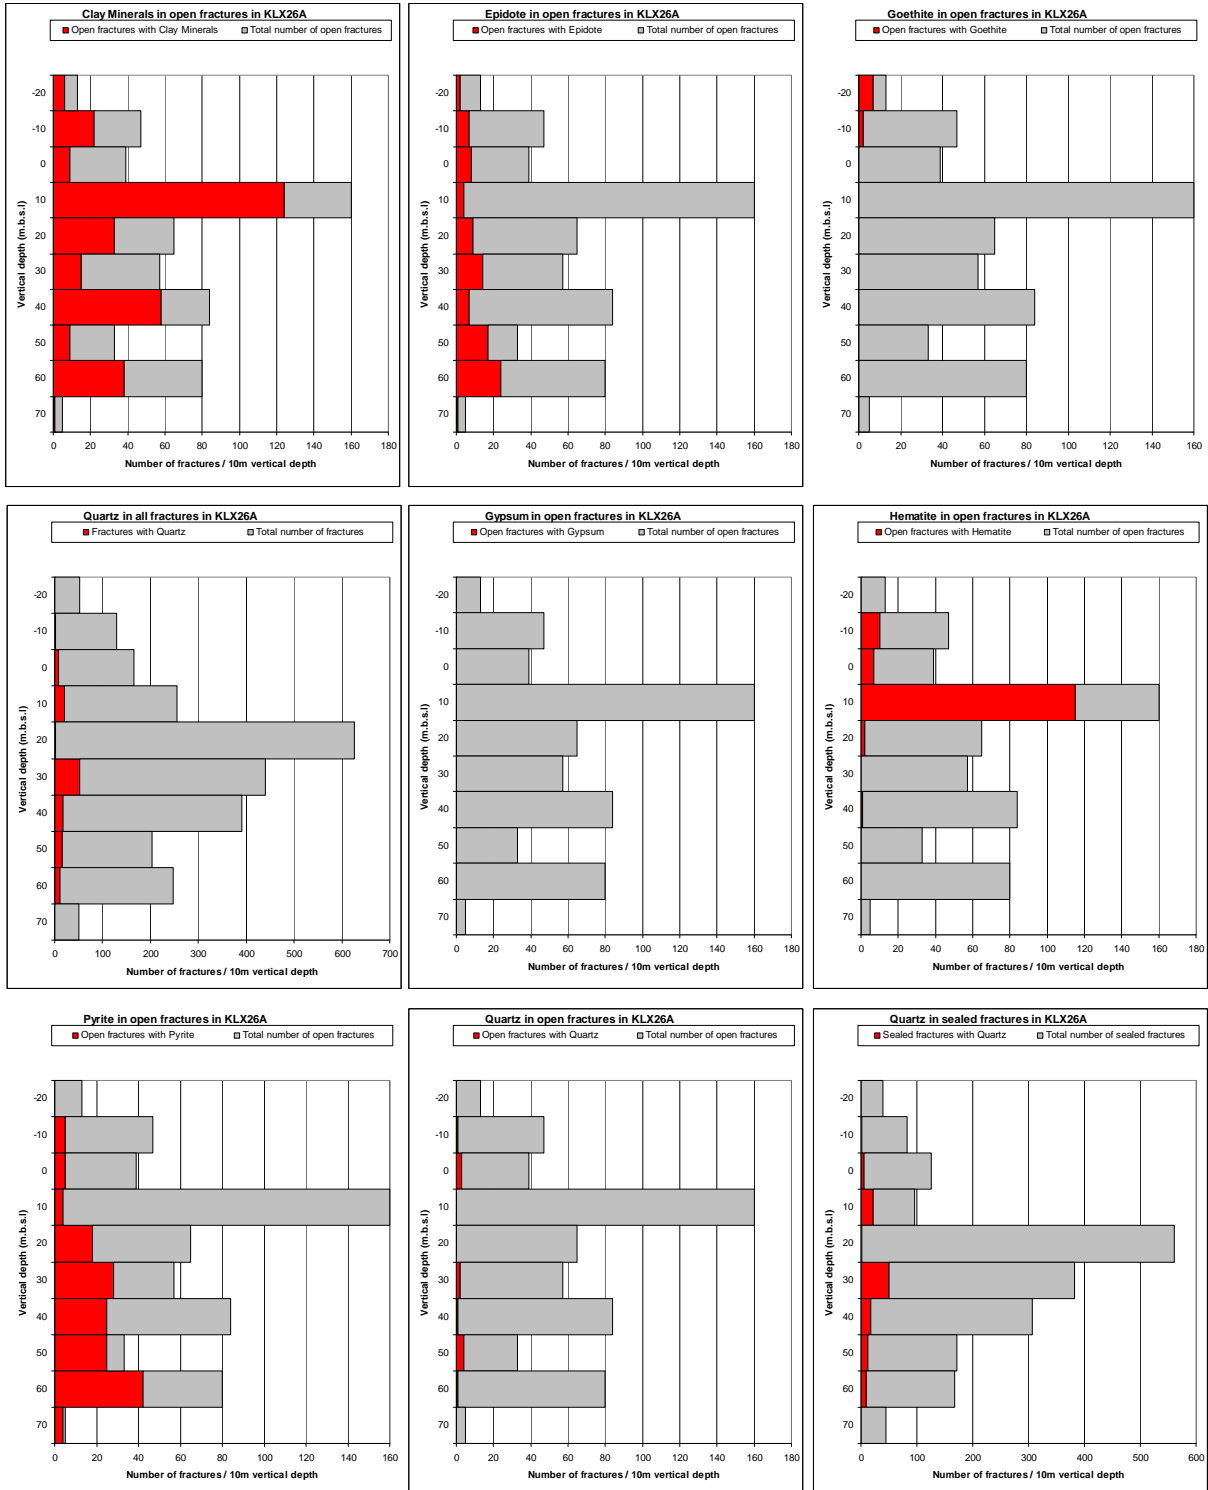 Clay Minerals in open fractures in KLX26A
Open fractures with Clay Minerals Total number of open fractures
-20
-10
0
10
20
30
40
50
60
70
Vertical depth (m.b.s.l)
0 20 40 60 80 100 120 140 160 180
Number of fractures / 10m vertical depth
Epidote in open fractures in KLX26A
Open fractures with Epidote Total number of open fractures
-20
-10
0
10
20
30
40
50
60
70
Vertical depth (m.b.s.l)
0 20 40 60 80 100 120 140 160 180
Number of fractures / 10m vertical depth
Goethite in open fractures in KLX26A
Open fractures with Goethite Total number of open fractures
-20
-10
0
10
20
30
40
50
60
70
Vertical depth (m.b.s.l)
0 20 40 60 80 100 120 140 160
Number of fractures / 10m vertical depth
Quartz in all fractures in KLX26A
Fractures with Quartz Total number of fractures
-20
-10
0
10
20
30
40
50
60
70
Vertical depth (m.b.s.l)
0 100 200 300 400 500 600 700
Number of fractures / 10m vertical depth
Gypsum in open fractures in KLX26A
Open fractures with Gypsum Total number of open fractures
-20
-10
0
10
20
30
40
50
60
70
Vertical depth (m.b.s.l)
0 20 40 60 80 100 120 140 160 180
Number of fractures / 10m vertical depth
Hematite in open fractures in KLX26A
Open fractures with Hematite Total number of open fractures
-20
-10
0
10
20
30
40
50
60
70
Vertical depth (m.b.s.l)
0 20 40 60 80 100 120 140 160 180
Number of fractures / 10m vertical depth
Pyrite in open fractures in KLX26A
Open fractures with Pyrite Total number of open fractures
-20
-10
0
10
20
30
40
50
60
70
Vertical depth (m.b.s.l)
0 20 40 60 80 100 120 140 160
Number of fractures / 10m vertical depth
Quartz in open fractures in KLX26A
Open fractures with Quartz Total number of open fractures
-20
-10
0
10
20
30
40
50
60
70
Vertical depth (m.b.s.l)
0 20 40 60 80 100 120 140 160 180
Number of fractures / 10m vertical depth
Quartz in sealed fractures in KLX26A
Sealed fractures with Quartz Total number of sealed fractures
-20
-10
0
10
20
30
40
50
60
70
Vertical depth (m.b.s.l)
0 100 200 300 400 500 600
Number of fractures / 10m vertical depth